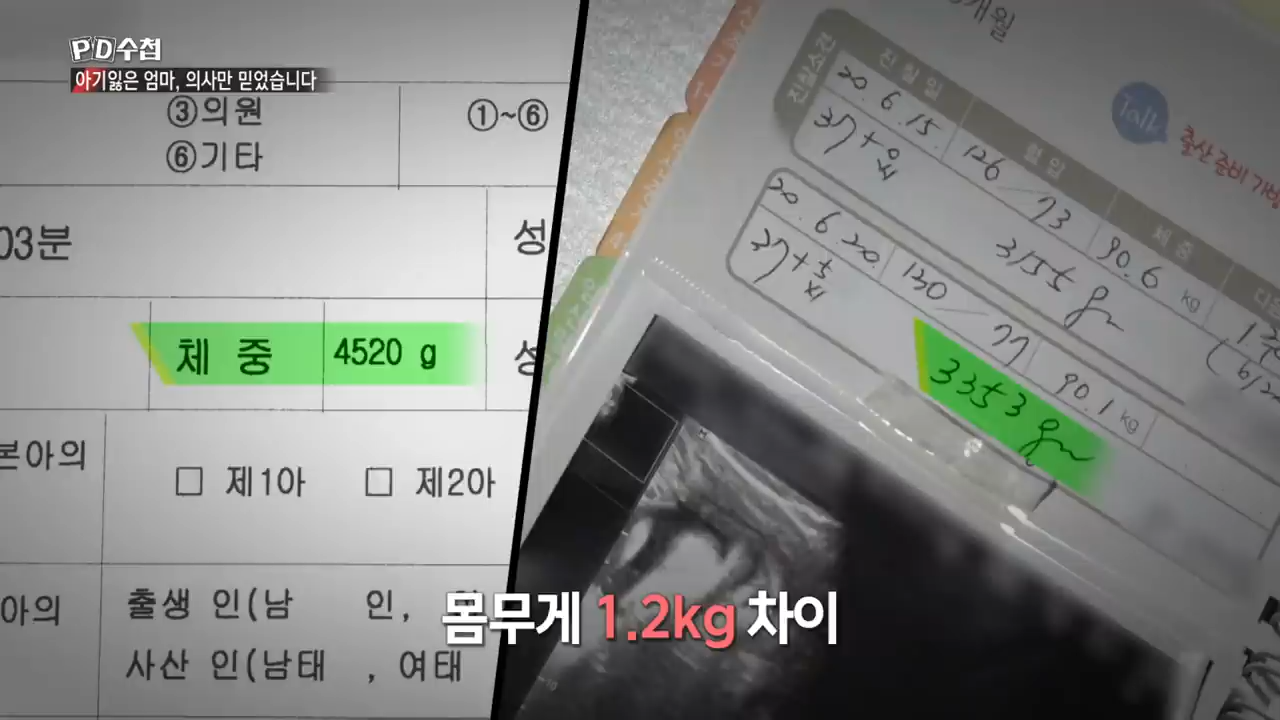 PD수첩
아기잃은 엄마, 의사만 믿었습니다
③의원
①~⑥
⑥기타
03분
성
체 중
4520 g
본아의
□ 제1아 □ 제2아
아의
출생 인(남 인,
사산 인(남태 , 여태
개월
Talk
출산 준비
진찰소견
진찰일
혈압
체중
20. 6. 15.
126 / 73
90.6 kg
37+0
3155 gm
20. 6. 20.
130 / 77
90.1 kg
37+5
3353 gm
몸무게 1.2kg 차이